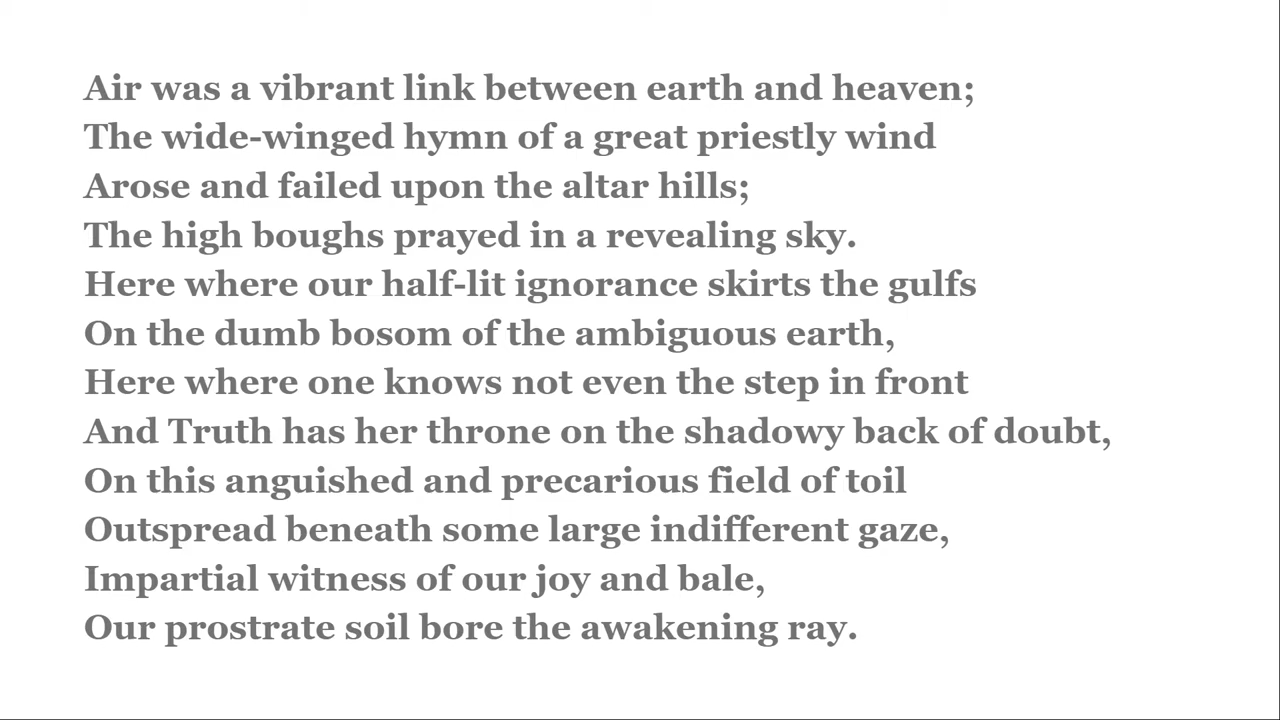 Air was a vibrant link between earth and heaven;
The wide-winged hymn of a great priestly wind
Arose and failed upon the altar hills;
The high boughs prayed in a revealing sky.
Here where our half-lit ignorance skirts the gulfs
On the dumb bosom of the ambiguous earth,
Here where one knows not even the step in front
And Truth has her throne on the shadowy back of doubt,
On this anguished and precarious field of toil
Outspread beneath some large indifferent gaze,
Impartial witness of our joy and bale,
Our prostrate soil bore the awakening ray.